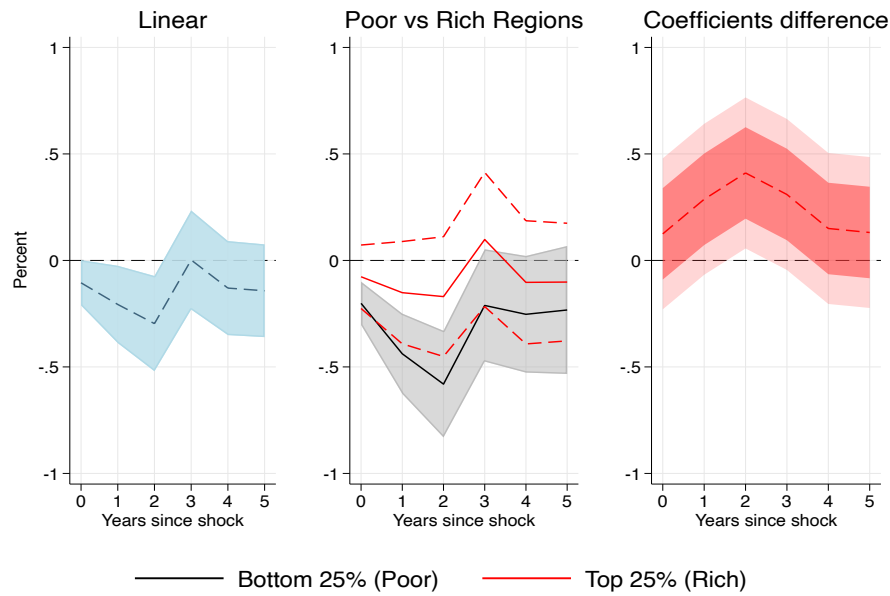 Linear
Poor vs Rich Regions
Coefficients difference
Percent
1
.5
0
-.5
-1
0 1 2 3 4 5
Years since shock
1
.5
0
-.5
-1
0 1 2 3 4 5
Years since shock
1
.5
0
-.5
-1
0 1 2 3 4 5
Years since shock
Bottom 25% (Poor)
Top 25% (Rich)